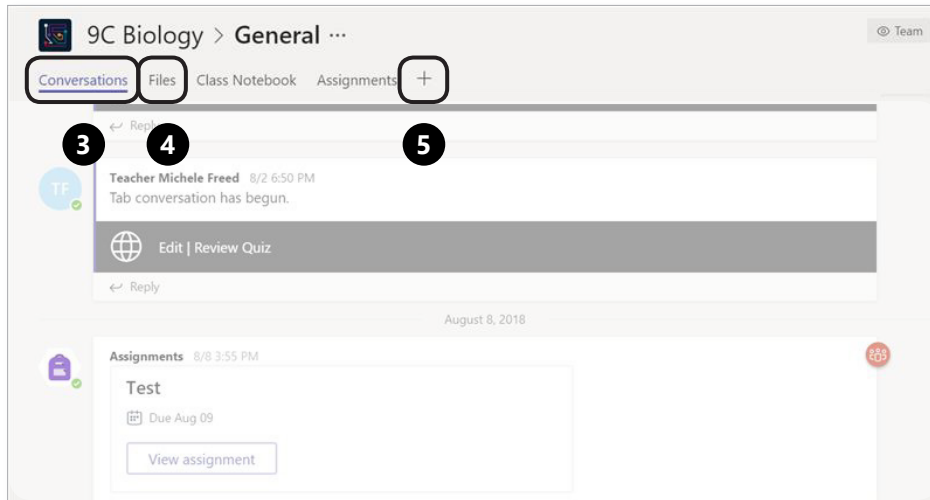 9C Biology > General ···
Team
Conversations Files Class Notebook Assignments +
Reply
3 4 5
TF
Teacher Michele Freed 8/2 6:50 PM
Tab conversation has begun.
Edit | Review Quiz
Reply
August 8, 2018
Assignments 8/8 3:55 PM
Test
Due Aug 09
View assignment